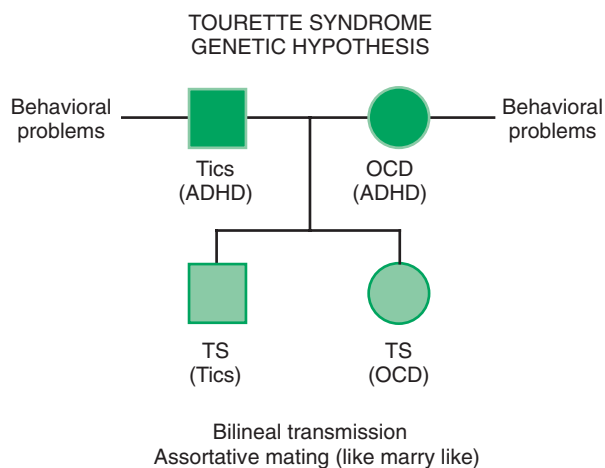 TOURETTE SYNDROME
GENETIC HYPOTHESIS
Behavioral
problems
Behavioral
problems
Tics
(ADHD)
OCD
(ADHD)
TS
(Tics)
TS
(OCD)
Bilineal transmission
Assortative mating (like marry like)